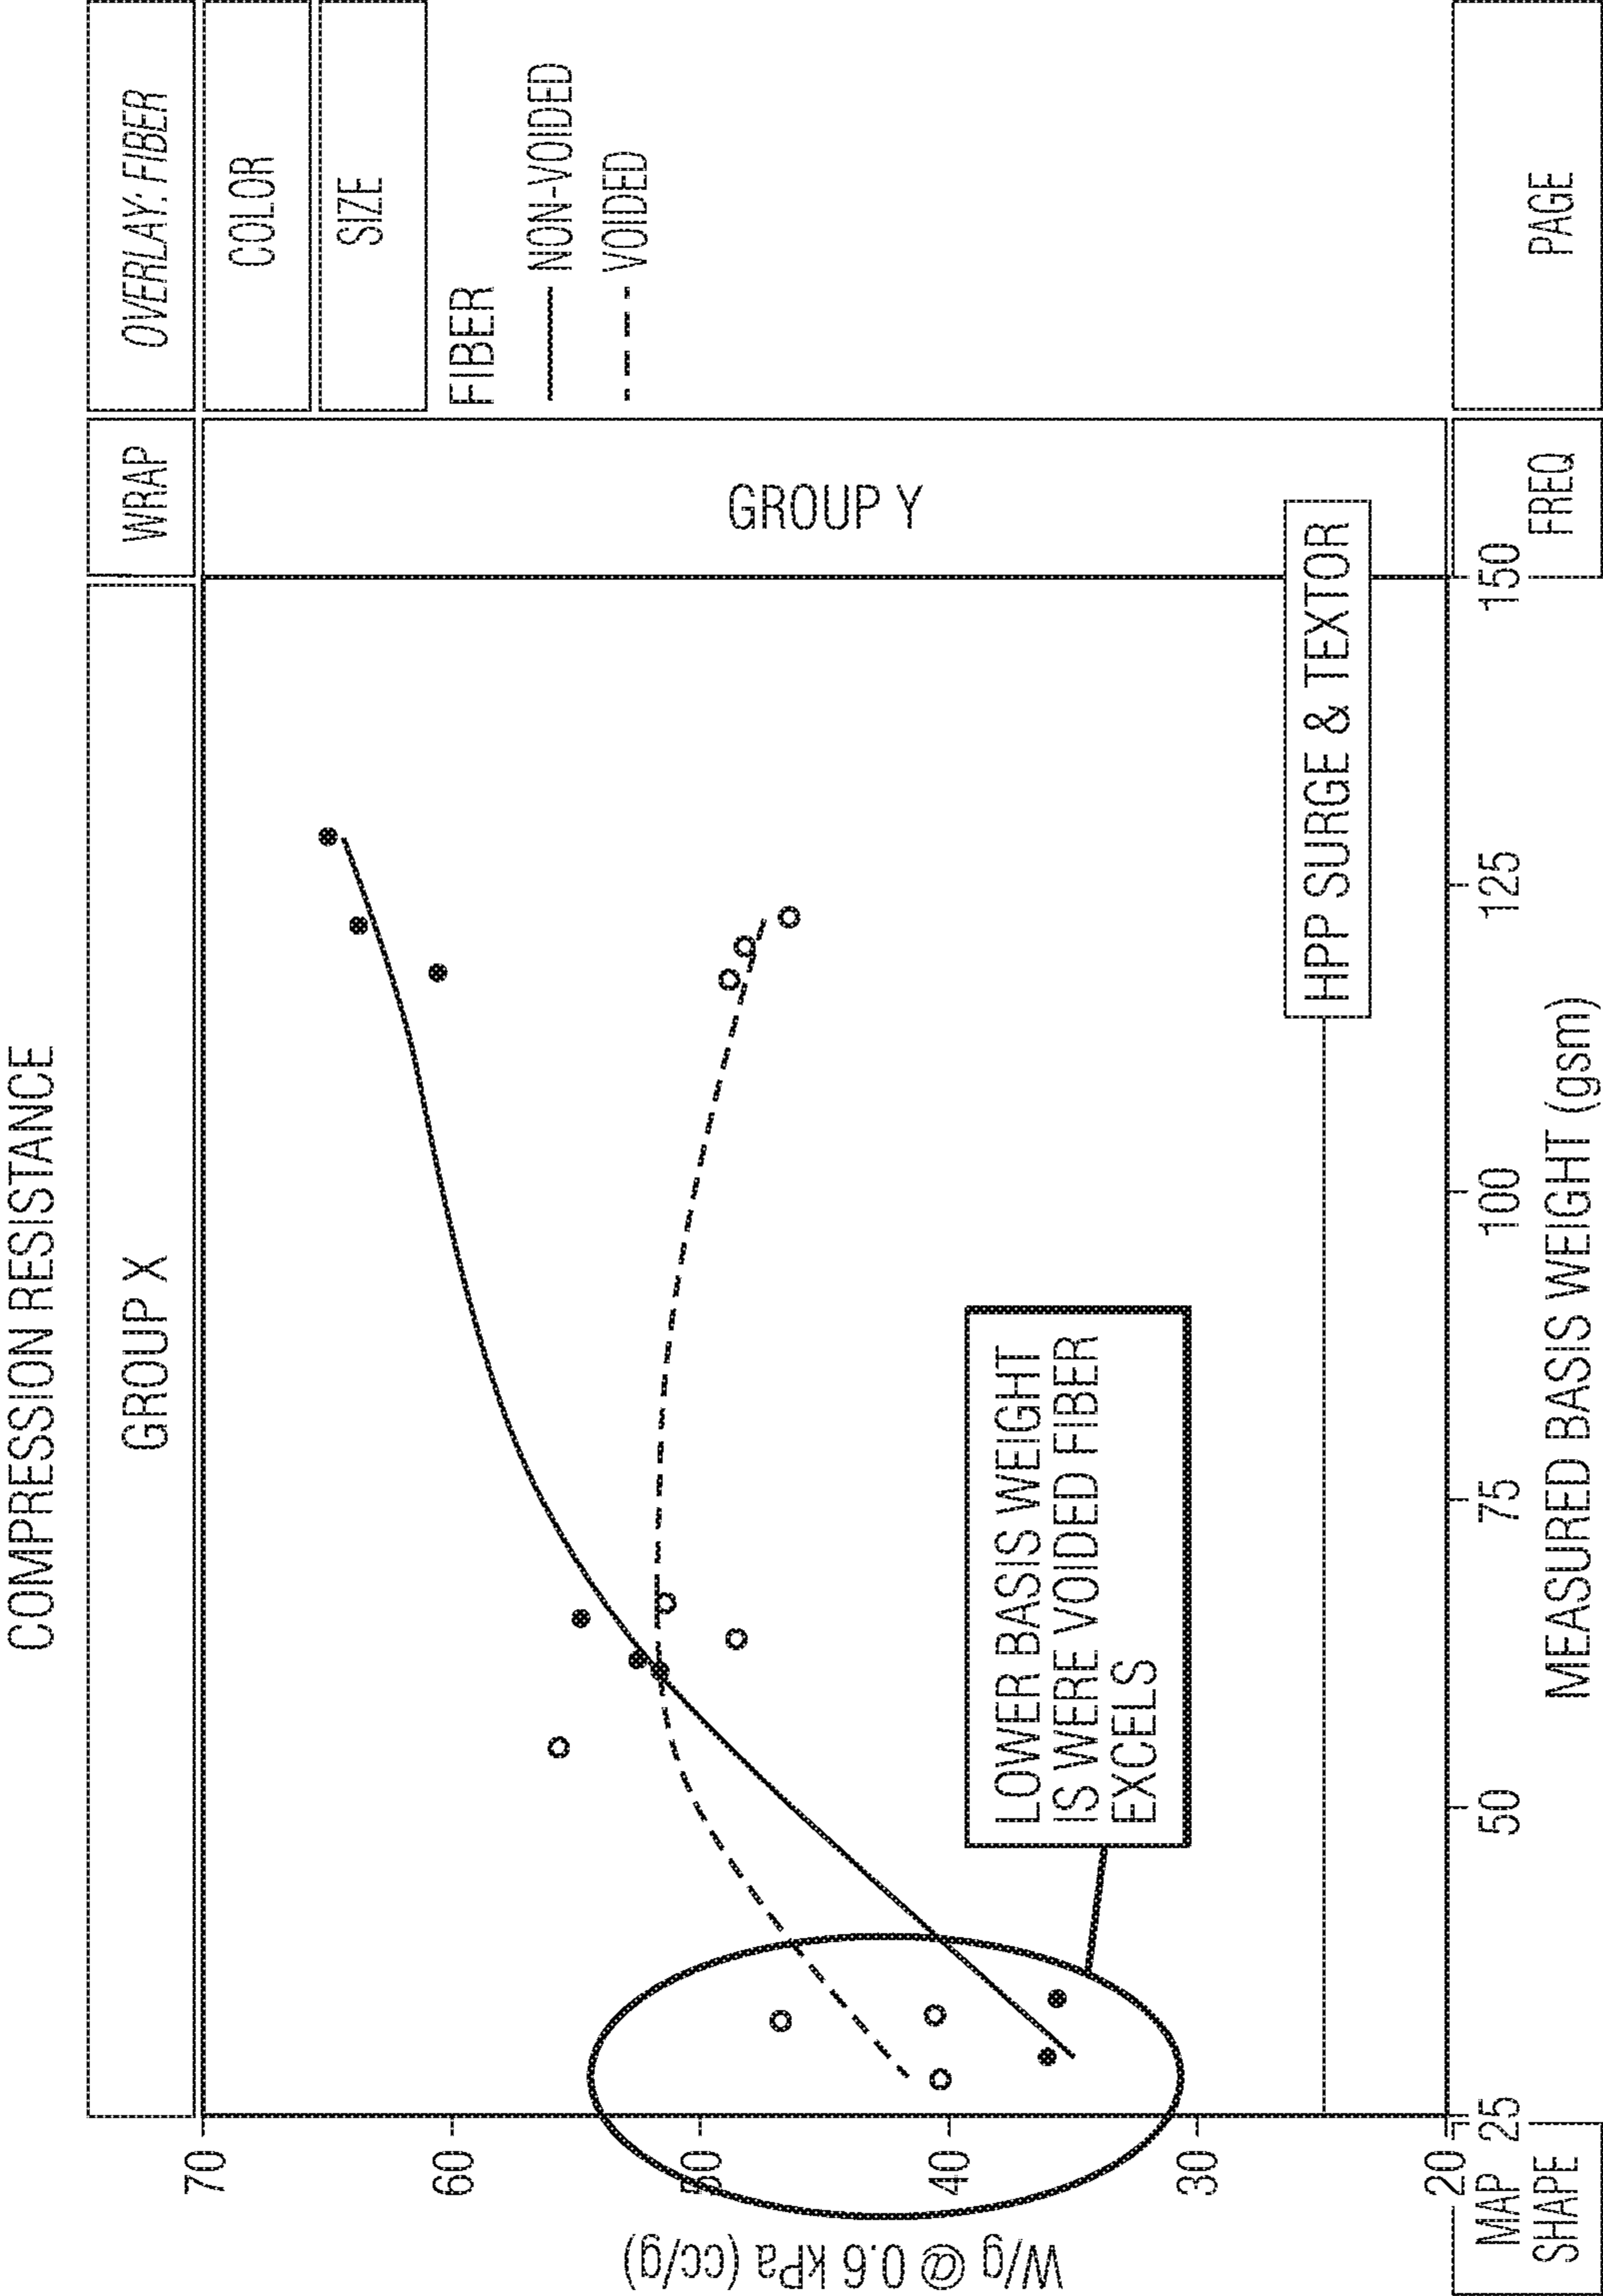 COMPRESSION RESISTANCE
GROUP X
WRAP
OVERLAY: FIBER
COLOR
SIZE
FIBER
NON-VOIDED
VOIDED
GROUP Y
70
60
50
40
30
20
W/g @ 0.6 kPa (cc/g)
LOWER BASIS WEIGHT
IS WERE VOIDED FIBER
EXCELS
HPP SURGE & TEXTOR
25
50
75
100
125
150
MEASURED BASIS WEIGHT (gsm)
MAP
SHAPE
FREQ
PAGE